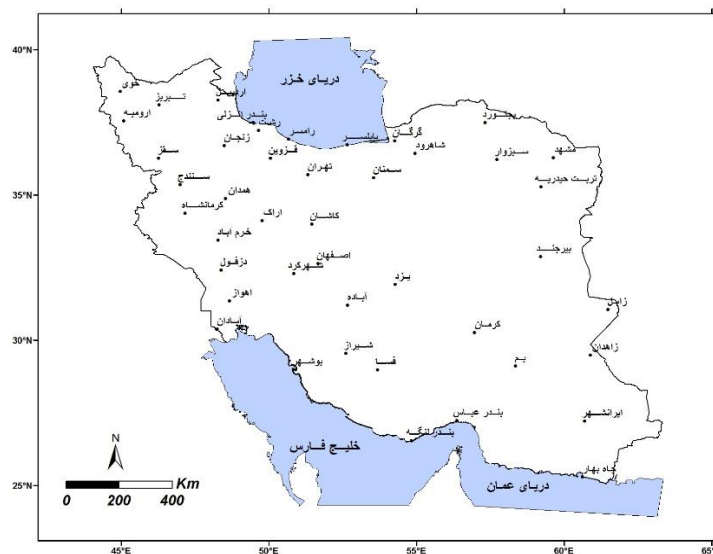 40°N
35°N
30°N
25°N
45°E
50°E
55°E
60°E
65°
دریای خزر
خوی
تبریز
اردبیل
ارومیه
بندر انزلی
رشت
رامسر
بابلسر
گرگان
بجنورد
زنجان
قزوین
شاهرود
سبزوار
مشهد
سقز
تهران
سمنان
تربت حیدریه
سنندج
همدان
کرمانشاه
اراک
کاشان
خرم اباد
بیرجند
اصفهان
شهرکرد
دزفول
یزد
اهواز
آباده
زابل
آبادان
کرمان
شیراز
زاهدان
بوشهر
فسا
بم
بندر عباس
ایرانشهر
بندر لنگه
خلیج فارس
چاه بهار
دریای عمان
N
0 200 400 Km